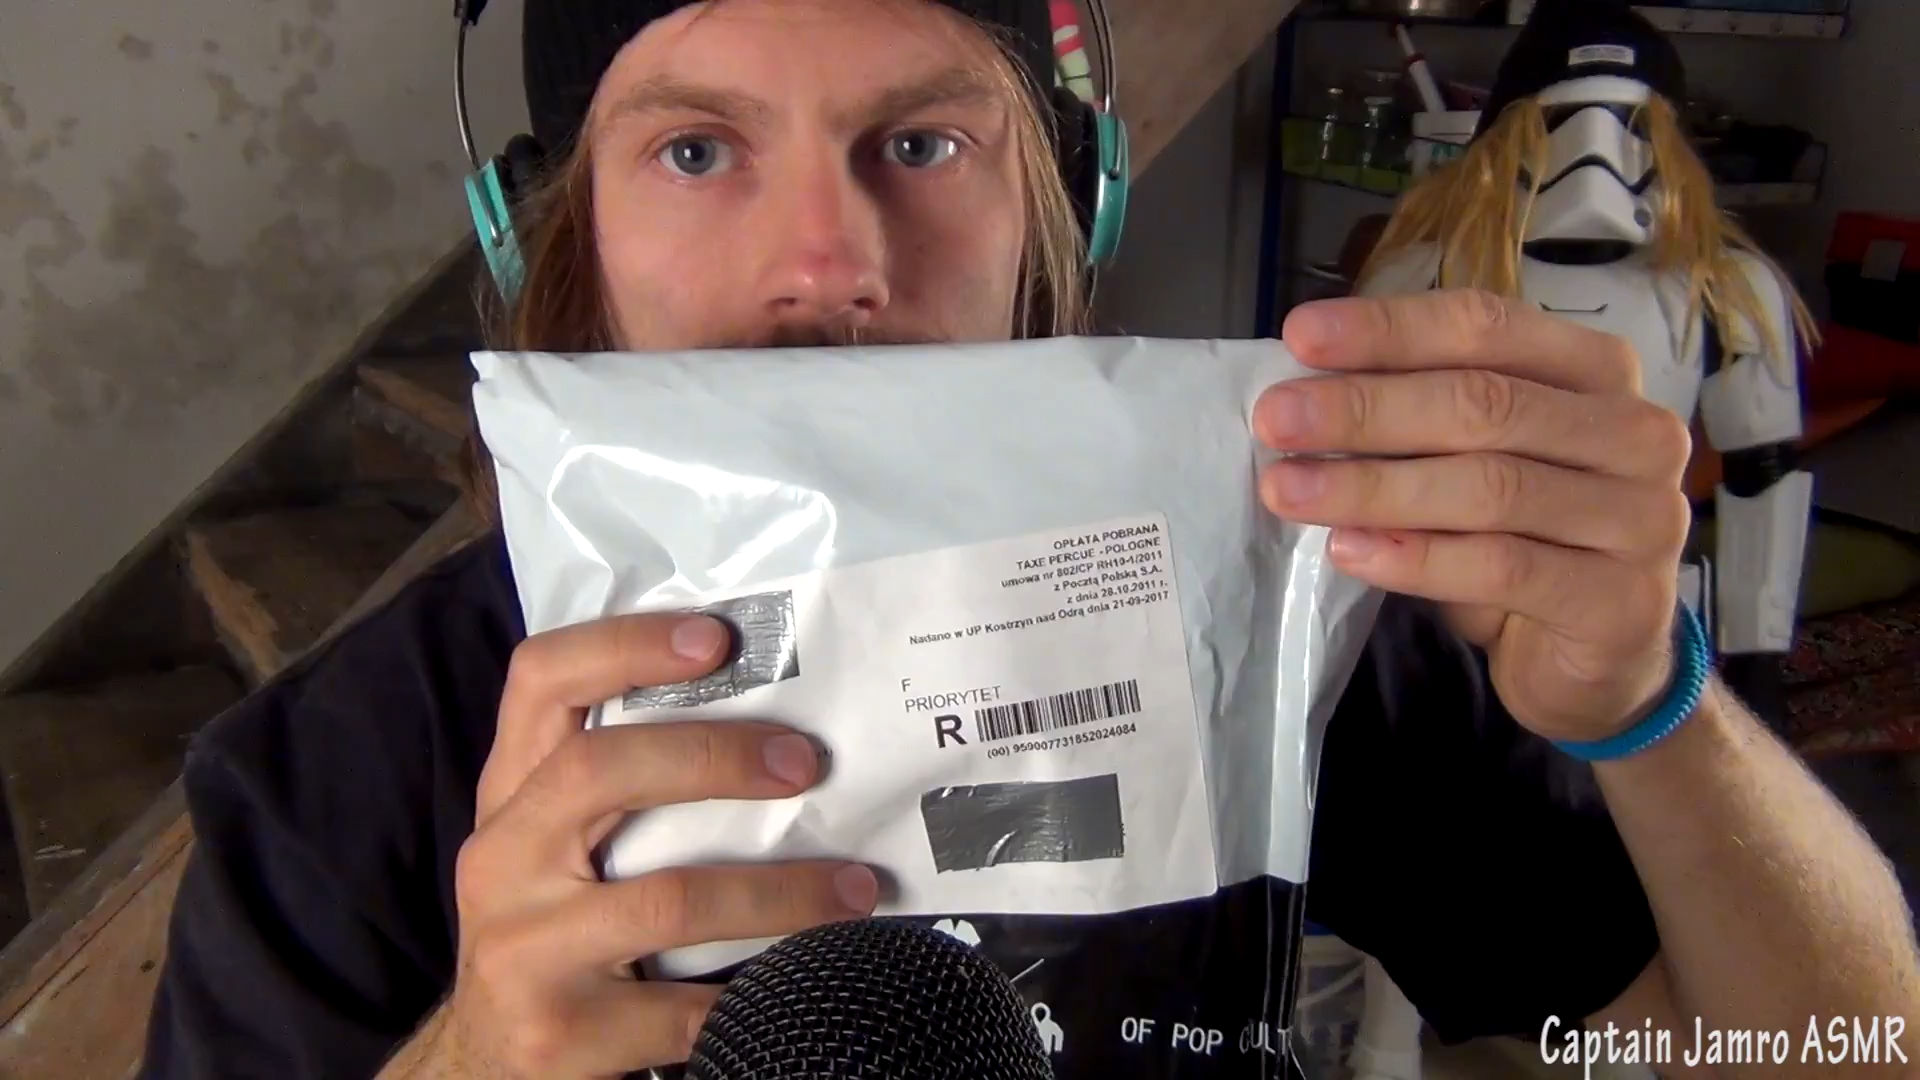 OPŁATA POBRANA
TAXE PERCUE - POLOGNE
umowa nr 802/CP RH10-1/2011
z Pocztą Polską S.A.
z dnia 28.10.2011 r.
Nadano w UP Kostrzyn nad Odrą dnia 21-09-2017
F
PRIORYTET
R
(00) 959007731852024084
OF POP CULT
Captain Jamro ASMR